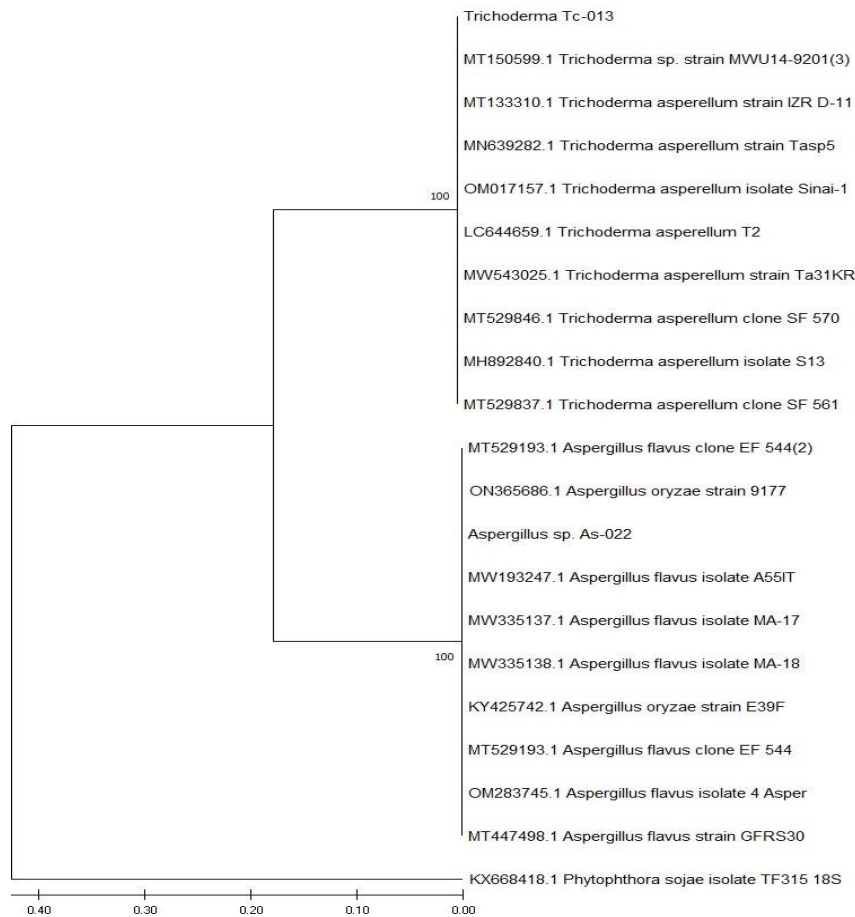 Trichoderma Tc-013
MT150599.1 Trichoderma sp. strain MWU14-9201(3)
MT133310.1 Trichoderma asperellum strain IZR D-11
MN639282.1 Trichoderma asperellum strain Tasp5
OM017157.1 Trichoderma asperellum isolate Sinai-1
100
LC644659.1 Trichoderma asperellum T2
MW543025.1 Trichoderma asperellum strain Ta31KR
MT529846.1 Trichoderma asperellum clone SF 570
MH892840.1 Trichoderma asperellum isolate S13
MT529837.1 Trichoderma asperellum clone SF 561
MT529193.1 Aspergillus flavus clone EF 544(2)
ON365686.1 Aspergillus oryzae strain 9177
Aspergillus sp. As-022
MW193247.1 Aspergillus flavus isolate A55IT
MW335137.1 Aspergillus flavus isolate MA-17
100
MW335138.1 Aspergillus flavus isolate MA-18
KY425742.1 Aspergillus oryzae strain E39F
MT529193.1 Aspergillus flavus clone EF 544
OM283745.1 Aspergillus flavus isolate 4 Asper
MT447498.1 Aspergillus flavus strain GFRS30
KX668418.1 Phytophthora sojae isolate TF315 18S
0.40 0.30 0.20 0.10 0.00